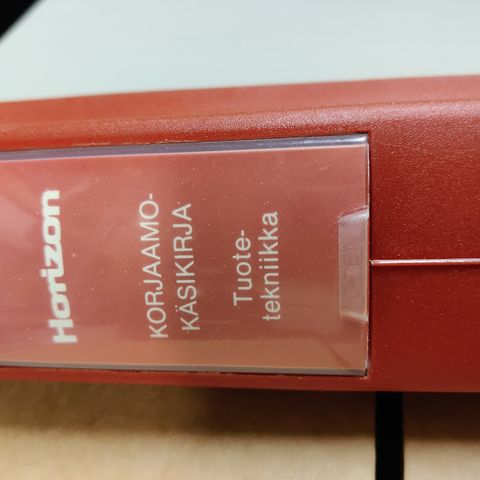 Horizon
KORJAAMO-
KÄSIKIRJA
Tuote-
tekniikka